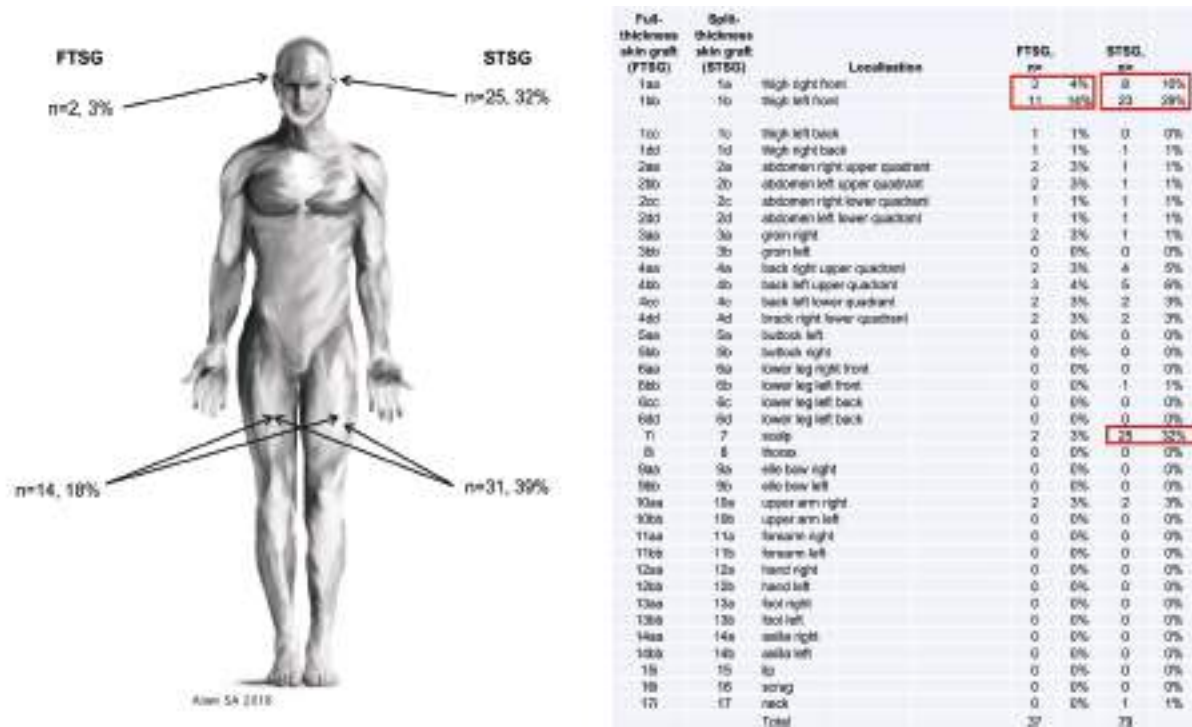 FTSG
STSG
n=2, 3%
n=25, 32%
n=14, 18%
n=31, 39%
SA 2018
Full-thickness skin graft (FTSG) Split-thickness skin graft (STSG) Localisation FTSG, n= STSG, n=
1aa 1a thigh right front 3 4% 8 10%
1bb 1b thigh left front 11 16% 23 29%
1cc 1c thigh left back 1 1% 0 0%
1dd 1d thigh right back 1 1% 1 1%
2aa 2a abdomen right upper quadrant 2 3% 1 1%
2bb 2b abdomen left upper quadrant 2 3% 1 1%
2cc 2c abdomen right lower quadrant 1 1% 1 1%
2dd 2d abdomen left lower quadrant 1 1% 1 1%
3aa 3a groin right 2 3% 1 1%
3bb 3b groin left 0 0% 0 0%
4aa 4a back right upper quadrant 2 3% 4 5%
4bb 4b back left upper quadrant 3 4% 5 6%
4cc 4c back left lower quadrant 2 3% 2 3%
4dd 4d brack right lower quadrant 2 3% 2 3%
5aa 5a buttock left 0 0% 0 0%
5bb 5b buttock right 0 0% 0 0%
6aa 6a lower leg right front 0 0% 0 0%
6bb 6b lower leg left front 0 0% 1 1%
6cc 6c lower leg left back 0 0% 0 0%
6dd 6d lower leg left back 0 0% 0 0%
7i 7 scalp 2 3% 25 32%
8i 8 thorax 0 0% 0 0%
9aa 9a elle bow right 0 0% 0 0%
9bb 9b elle bow left 0 0% 0 0%
10aa 10a upper arm right 2 3% 2 3%
10bb 10b upper arm left 0 0% 0 0%
11aa 11a forearm right 0 0% 0 0%
11bb 11b forearm left 0 0% 0 0%
12aa 12a hand right 0 0% 0 0%
12bb 12b hand left 0 0% 0 0%
13aa 13a foot right 0 0% 0 0%
13bb 13b foot left 0 0% 0 0%
14aa 14a axilla right 0 0% 0 0%
14bb 14b axilla left 0 0% 0 0%
15i 15 lip 0 0% 0 0%
16i 16 0 0% 0 0%
17i 17 neck 0 0% 1 1%
Total 37 79